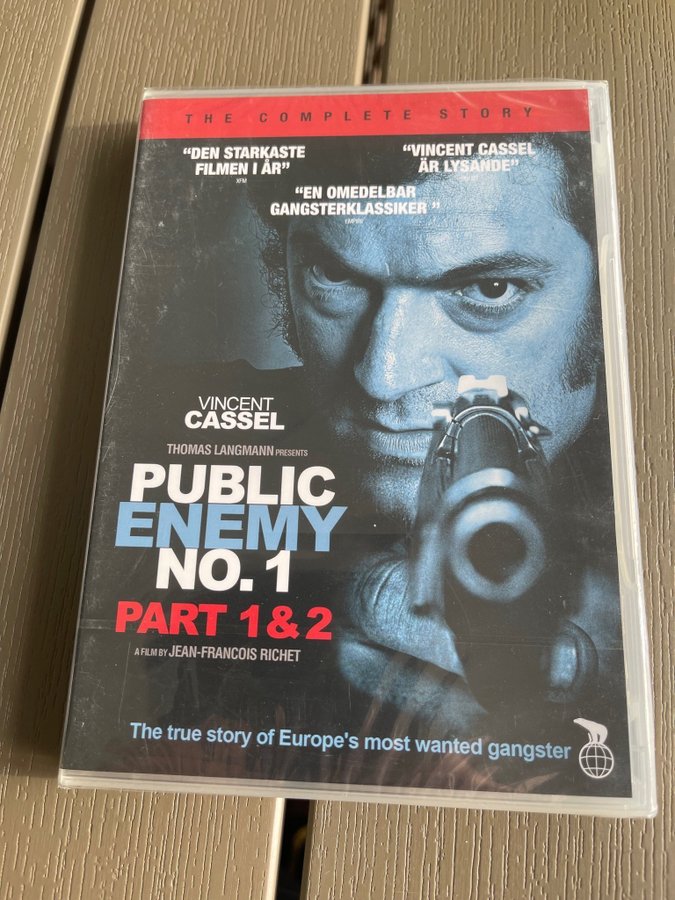 THE COMPLETE STORY
"DEN STARKASTE
FILMEN I ÅR"
XFM
"VINCENT CASSEL
ÄR LYSANDE"
"EN OMEDELBAR
GANGSTERKLASSIKER"
EMPIRE
VINCENT
CASSEL
THOMAS LANGMANN PRESENTS
PUBLIC
ENEMY
NO. 1
PART 1 & 2
A FILM BY JEAN-FRANCOIS RICHET
The true story of Europe's most wanted gangster